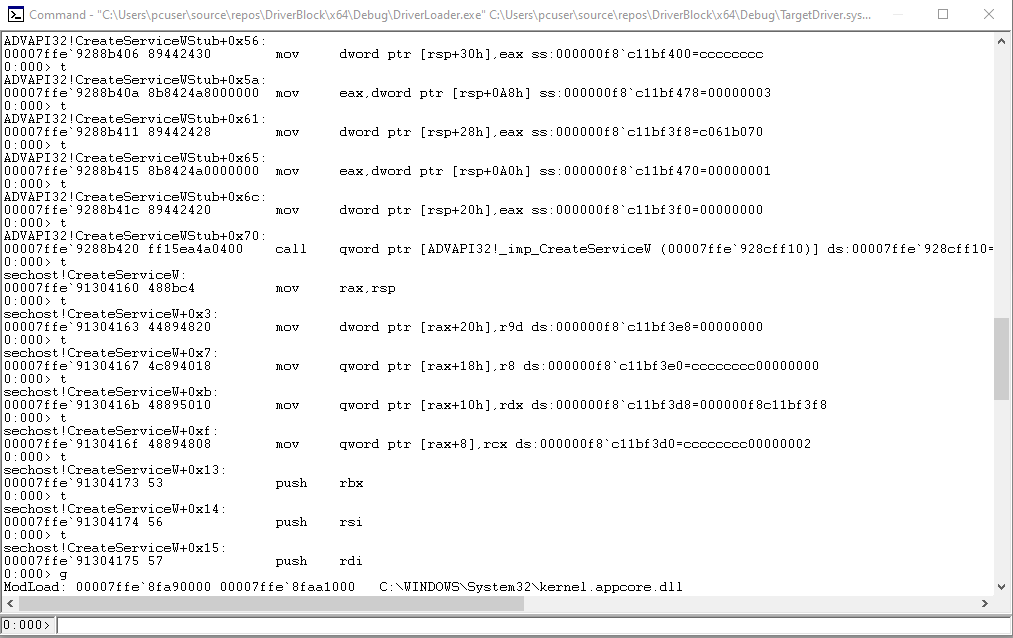 Command - "C:\Users\pcuser\source\repos\DriverBlock\x64\Debug\DriverLoader.exe" C:\Users\pcuser\source\repos\DriverBlock\x64\Debug\TargetDriver.sys...
ADVAPI32!CreateServiceWStub+0x56:
00007ffe`9288b406 89442430        mov     dword ptr [rsp+30h],eax ss:000000f8`c11bf400=cccccccc
0:000> t
ADVAPI32!CreateServiceWStub+0x5a:
00007ffe`9288b40a 8b8424a8000000  mov     eax,dword ptr [rsp+0A8h] ss:000000f8`c11bf478=00000003
0:000> t
ADVAPI32!CreateServiceWStub+0x61:
00007ffe`9288b411 89442428        mov     dword ptr [rsp+28h],eax ss:000000f8`c11bf3f8=c061b070
0:000> t
ADVAPI32!CreateServiceWStub+0x65:
00007ffe`9288b415 8b8424a0000000  mov     eax,dword ptr [rsp+0A0h] ss:000000f8`c11bf470=00000001
0:000> t
ADVAPI32!CreateServiceWStub+0x6c:
00007ffe`9288b41c 89442420        mov     dword ptr [rsp+20h],eax ss:000000f8`c11bf3f0=00000000
0:000> t
ADVAPI32!CreateServiceWStub+0x70:
00007ffe`9288b420 ff15ea4a0400    call    qword ptr [ADVAPI32!_imp_CreateServiceW (00007ffe`928cff10)] ds:00007ffe`928cff10=
0:000> t
sechost!CreateServiceW:
00007ffe`91304160 488bc4          mov     rax,rsp
0:000> t
sechost!CreateServiceW+0x3:
00007ffe`91304163 44894820        mov     dword ptr [rax+20h],r9d ds:000000f8`c11bf3e8=00000000
0:000> t
sechost!CreateServiceW+0x7:
00007ffe`91304167 4c894018        mov     qword ptr [rax+18h],r8 ds:000000f8`c11bf3e0=cccccccc00000000
0:000> t
sechost!CreateServiceW+0xb:
00007ffe`9130416b 48895010        mov     qword ptr [rax+10h],rdx ds:000000f8`c11bf3d8=000000f8c11bf3f8
0:000> t
sechost!CreateServiceW+0xf:
00007ffe`9130416f 48894808        mov     qword ptr [rax+8],rcx ds:000000f8`c11bf3d0=cccccccc00000002
0:000> t
sechost!CreateServiceW+0x13:
00007ffe`91304173 53              push    rbx
0:000> t
sechost!CreateServiceW+0x14:
00007ffe`91304174 56              push    rsi
0:000> t
sechost!CreateServiceW+0x15:
00007ffe`91304175 57              push    rdi
0:000> g
ModLoad: 00007ffe`8fa90000 00007ffe`8faa1000   C:\WINDOWS\System32\kernel.appcore.dll
0:000>